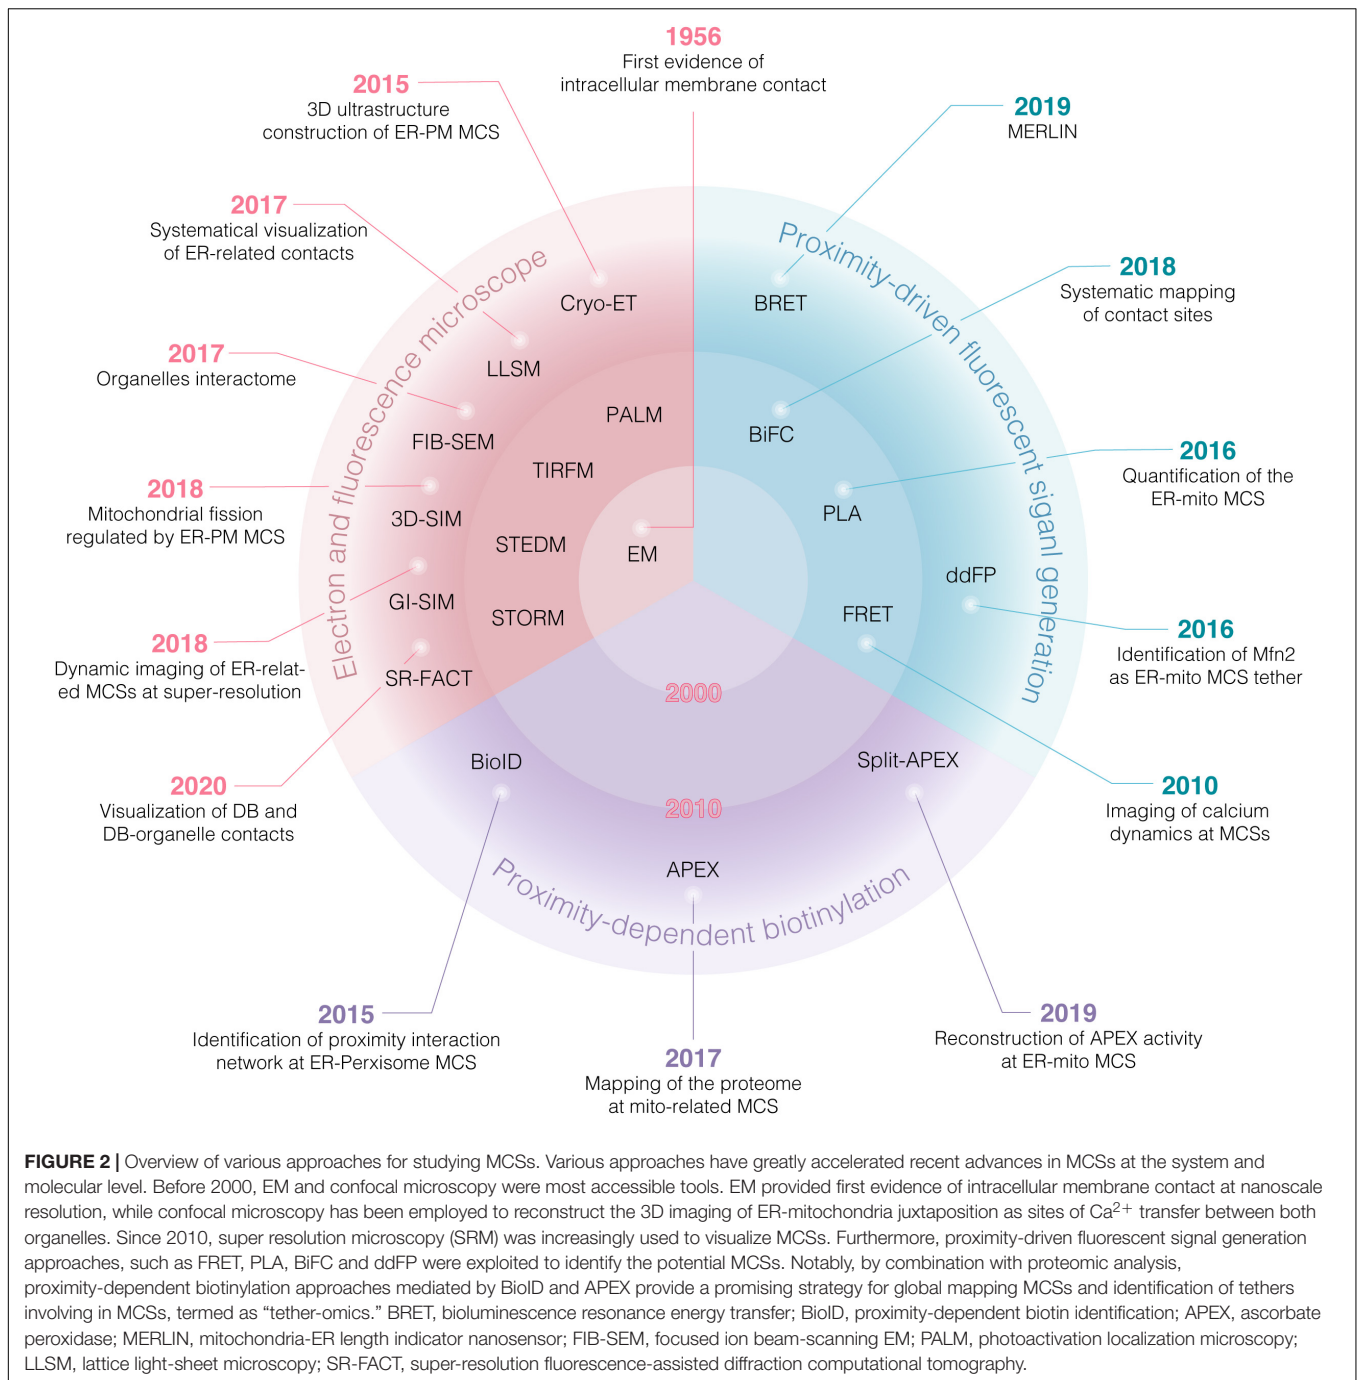 1956
First evidence of
intracellular membrane contact
2015
3D ultrastructure
construction of ER-PM MCS
2017
Systematical visualization
of ER-related contacts
2017
Organelles interactome
2018
Mitochondrial fission
regulated by ER-PM MCS
2018
Dynamic imaging of ER-relat-
ed MCSs at super-resolution
2020
Visualization of DB and
DB-organelle contacts
2019
MERLIN
2018
Systematic mapping
of contact sites
2016
Quantification of the
ER-mito MCS
2016
Identification of Mfn2
as ER-mito MCS tether
2010
Imaging of calcium
dynamics at MCSs
Electron and fluorescence microscope
Cryo-ET
LLSM
FIB-SEM
3D-SIM
GI-SIM
SR-FACT
PALM
TIRFM
STEDM
STORM
EM
Proximity-driven fluorescent siganl generation
BRET
BiFC
PLA
ddFP
FRET
2000
2010
BioID
Split-APEX
APEX
Proximity-dependent biotinylation
2015
Identification of proximity interaction
network at ER-Perxisome MCS
2017
Mapping of the proteome
at mito-related MCS
2019
Reconstruction of APEX activity
at ER-mito MCS
FIGURE 2 | Overview of various approaches for studying MCSs. Various approaches have greatly accelerated recent advances in MCSs at the system and
molecular level. Before 2000, EM and confocal microscopy were most accessible tools. EM provided first evidence of intracellular membrane contact at nanoscale
resolution, while confocal microscopy has been employed to reconstruct the 3D imaging of ER-mitochondria juxtaposition as sites of Ca2+ transfer between both
organelles. Since 2010, super resolution microscopy (SRM) was increasingly used to visualize MCSs. Furthermore, proximity-driven fluorescent signal generation
approaches, such as FRET, PLA, BiFC and ddFP were exploited to identify the potential MCSs. Notably, by combination with proteomic analysis,
proximity-dependent biotinylation approaches mediated by BioID and APEX provide a promising strategy for global mapping MCSs and identification of tethers
involving in MCSs, termed as “tether-omics.” BRET, bioluminescence resonance energy transfer; BioID, proximity-dependent biotin identification; APEX, ascorbate
peroxidase; MERLIN, mitochondria-ER length indicator nanosensor; FIB-SEM, focused ion beam-scanning EM; PALM, photoactivation localization microscopy;
LLSM, lattice light-sheet microscopy; SR-FACT, super-resolution fluorescence-assisted diffraction computational tomography.